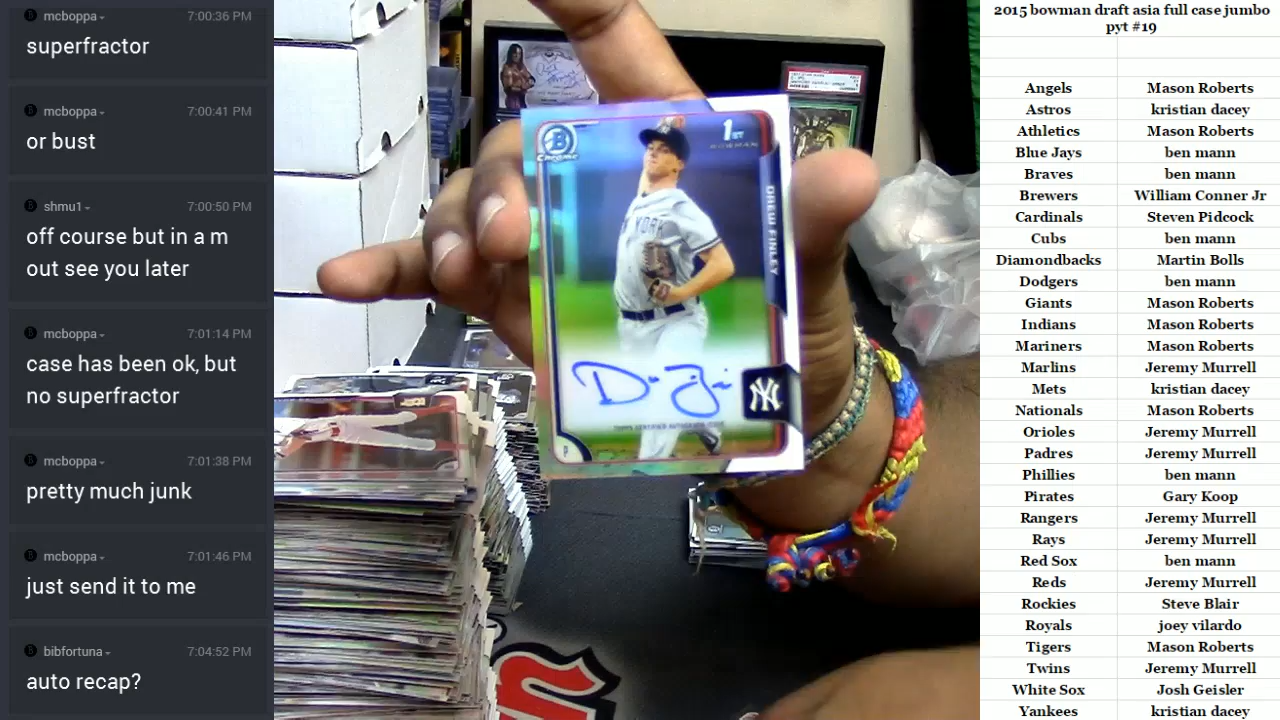 mcboppa 7:00:36 PM
superfractor
mcboppa 7:00:41 PM
or bust
shmu1 7:00:50 PM
off course but in a m
out see you later
mcboppa 7:01:14 PM
case has been ok, but
no superfractor
mcboppa 7:01:38 PM
pretty much junk
mcboppa 7:01:46 PM
just send it to me
bibfortuna 7:04:52 PM
auto recap?
B
Chrome
1ST
BOWMAN
DREW FINLEY
NEW YORK
NY
TOPPS CERTIFIED AUTOGRAPH ISSUE
P
2015 bowman draft asia full case jumbo
pyt #19
Angels Mason Roberts
Astros kristian dacey
Athletics Mason Roberts
Blue Jays ben mann
Braves ben mann
Brewers William Conner Jr
Cardinals Steven Pidcock
Cubs ben mann
Diamondbacks Martin Bolls
Dodgers ben mann
Giants Mason Roberts
Indians Mason Roberts
Mariners Mason Roberts
Marlins Jeremy Murrell
Mets kristian dacey
Nationals Mason Roberts
Orioles Jeremy Murrell
Padres Jeremy Murrell
Phillies ben mann
Pirates Gary Koop
Rangers Jeremy Murrell
Rays Jeremy Murrell
Red Sox ben mann
Reds Jeremy Murrell
Rockies Steve Blair
Royals joey vilardo
Tigers Mason Roberts
Twins Jeremy Murrell
White Sox Josh Geisler
Yankees kristian dacey